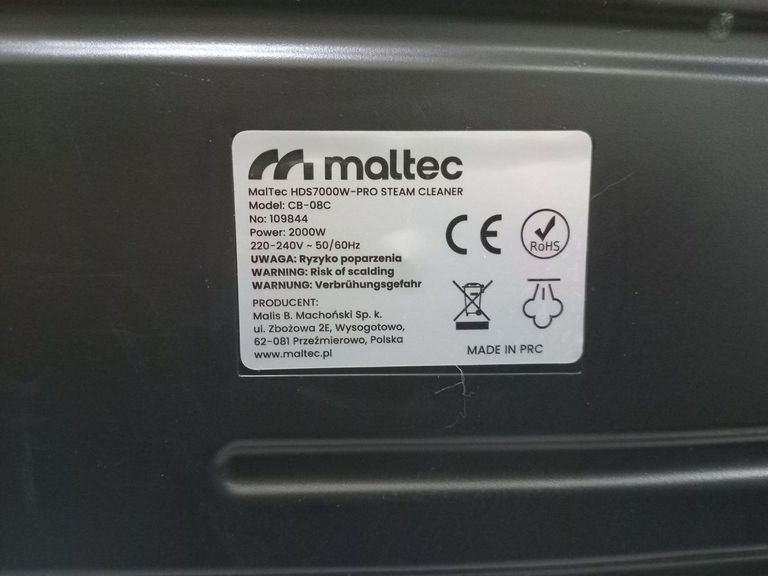 maltec
MalTec HDS7000W-PRO STEAM CLEANER
Model: CB-08C
No: 109844
Power: 2000W
220-240V ~ 50/60Hz
UWAGA: Ryzyko poparzenia
WARNING: Risk of scalding
WARNUNG: Verbrühungsgefahr
PRODUCENT:
Malis B. Machoński Sp. k.
ul. Zbożowa 2E, Wysogotowo,
62-081 Przeźmierowo, Polska
www.maltec.pl
CE
RoHS
MADE IN PRC